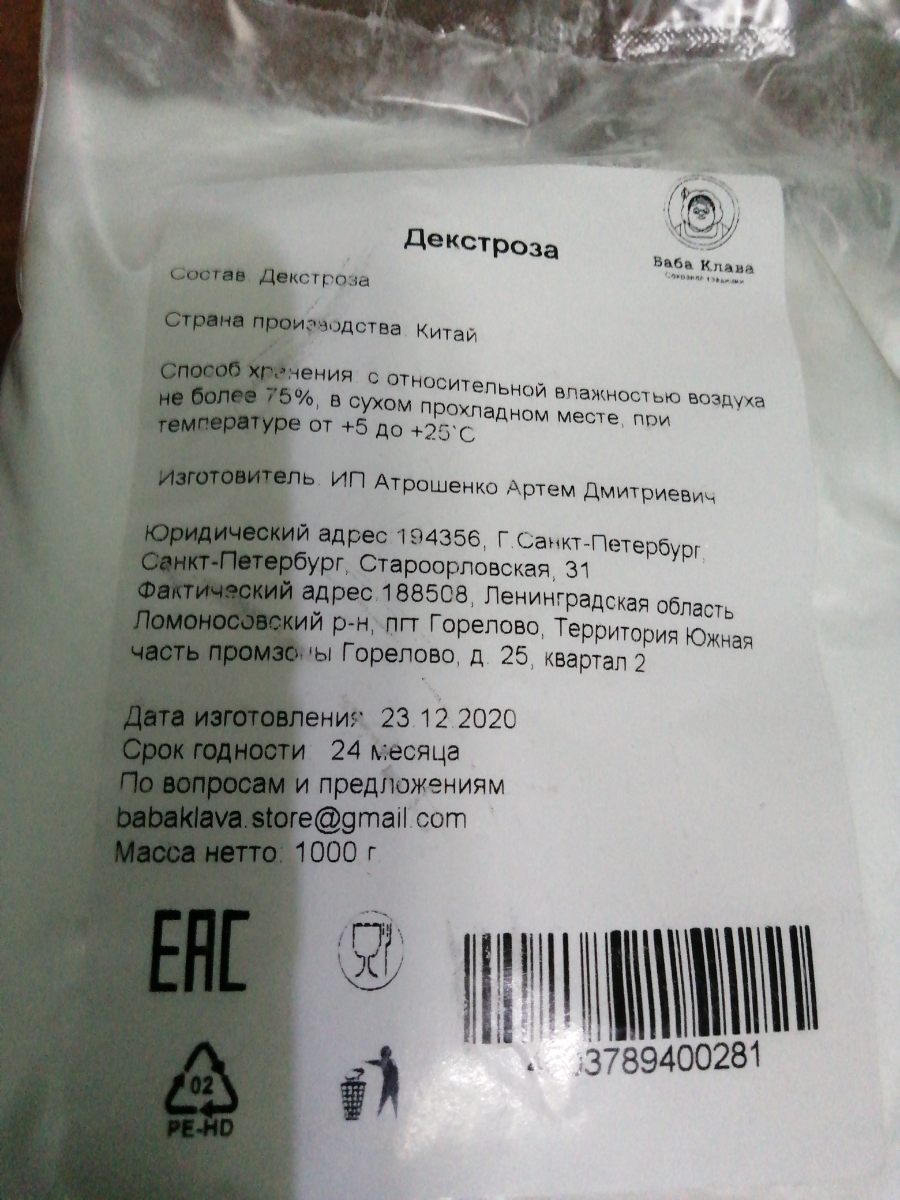 Декстроза
Баба Клава
Состав Декстроза
Страна производства Китай
Способ хранения с относительной влажностью воздуха
не более 75%, в сухом прохладном месте, при
температуре от +5 до +25`C
Изготовитель. ИП Атрошенко Артем Дмитриевич
Юридический адрес 194356, Г.Санкт-Петербург,
Санкт-Петербург, Староорловская, 31
Фактический адрес 188508, Ленинградская область
Ломоносовский р-н, пгт Горелово, Территория Южная
часть промзоны Горелово, д. 25, квартал 2
Дата изготовления 23.12.2020
Срок годности 24 месяца
По вопросам и предложениям
babaklava.store@gmail.com
Масса нетто: 1000 г
EAC
3789400281
02
PE-HD